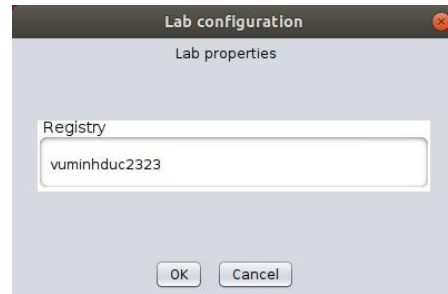 Lab configuration
Lab properties
Registry
vuminhduc2323
OK
Cancel